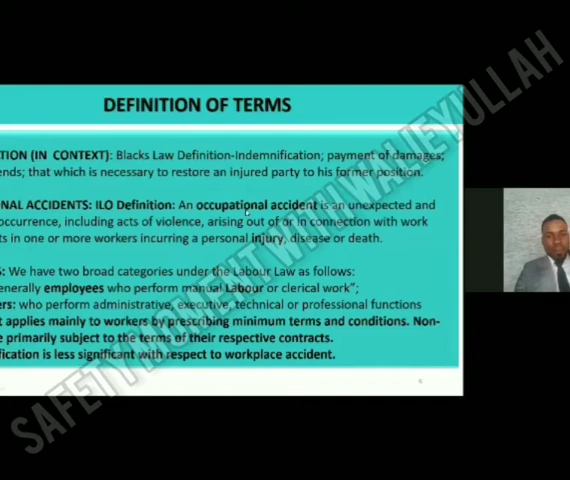 DEFINITION OF TERMS
TION (IN CONTEXT): Blacks Law Definition-Indemnification; payment of damages;
ends; that which is necessary to restore an injured party to his former position.
NAL ACCIDENTS: ILO Definition: An occupational accident is an unexpected and
occurrence, including acts of violence, arising out of or in connection with work
ts in one or more workers incurring a personal injury, disease or death.
S: We have two broad categories under the Labour Law as follows:
enerally employees who perform manual Labour or clerical work";
ers: who perform administrative, executive, technical or professional functions
t applies mainly to workers by prescribing minimum terms and conditions. Non-
e primarily subject to the terms of their respective contracts.
fication is less significant with respect to workplace accident.
6
SAFETY MOMENT WITH WALIEYULLAH